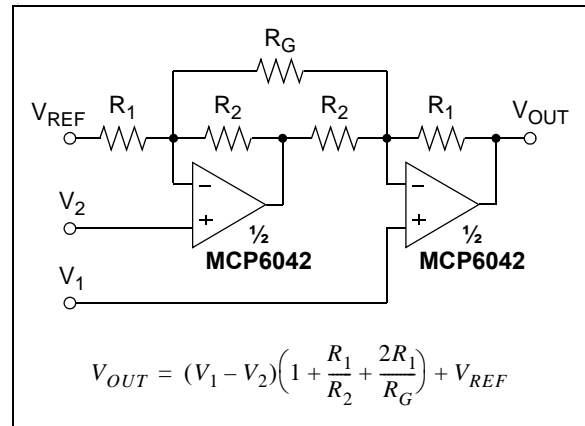 R_G
V_REF R_1 R_2 R_2 R_1 V_OUT
− −
V_2 + +
½ ½
MCP6042 MCP6042
V_1
V_OUT = (V_1 – V_2)(1 + R_1/R_2 + 2R_1/R_G) + V_REF